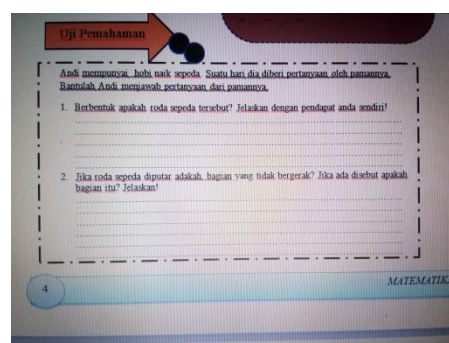 Uji Pemahaman
Andi mempunyai hobi naik sepeda. Suatu hari dia diberi pertanyaan oleh pamannya.
Bantulah Andi menjawab pertanyaan dari pamannya.
1. Berbentuk apakah roda sepeda tersebut? Jelaskan dengan pendapat anda sendiri!
2. Jika roda sepeda diputar adakah bagian yang tidak bergerak? Jika ada disebut apakah
bagian itu? Jelaskan!
4
MATEMATIK